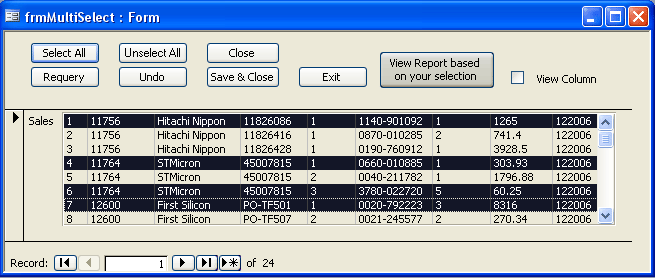 frmMultiSelect : Form
Select All Unselect All Close
View Report based
on your selection
View Column
Requery Undo Save & Close Exit
Sales 1 11756 Hitachi Nippon 11826086 1 1140-901092 1 1265 122006
2 11756 Hitachi Nippon 11826416 1 0870-010285 2 741.4 122006
3 11756 Hitachi Nippon 11826428 1 0190-760912 1 3928.5 122006
4 11764 STMicron 45007815 1 0660-010885 1 303.93 122006
5 11764 STMicron 45007815 2 0040-211782 1 1796.88 122006
6 11764 STMicron 45007815 3 3780-022720 5 60.25 122006
7 12600 First Silicon PO-TF501 1 0020-792223 3 8316 122006
8 12600 First Silicon PO-TF507 2 0021-245577 2 270.34 122006
Record: 1 of 24